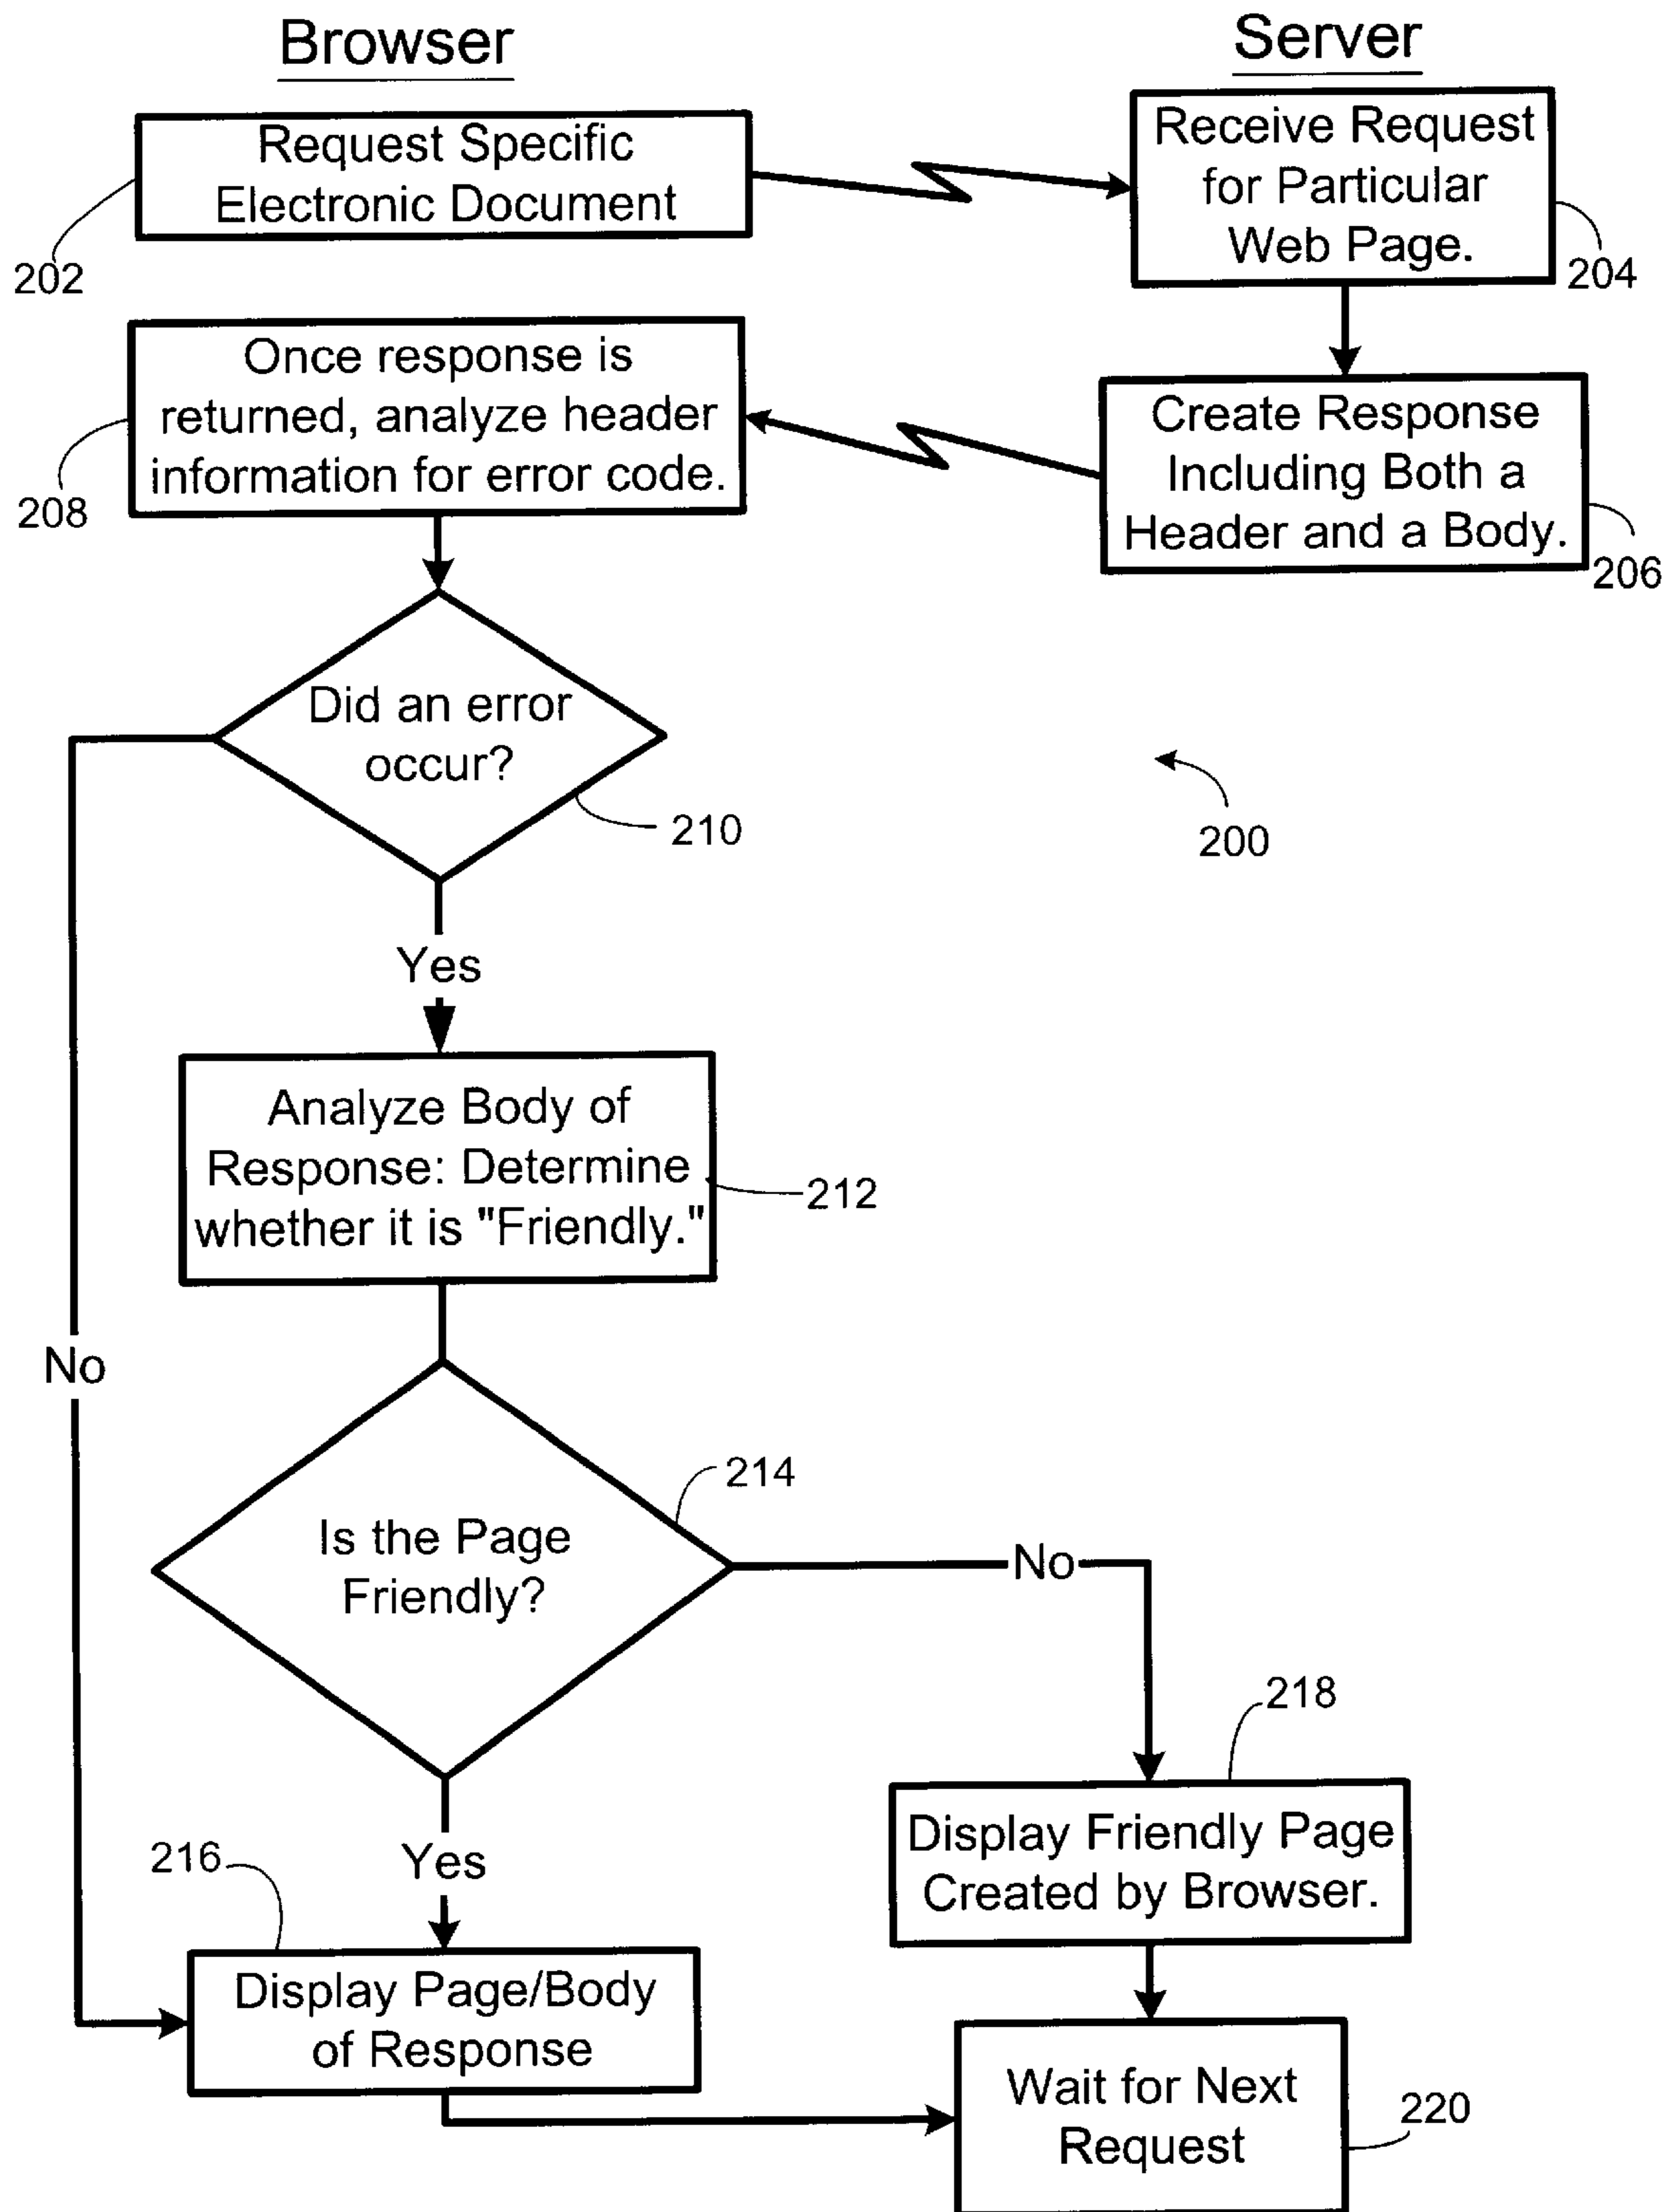 Browser
Server
Request Specific
Electronic Document
202
Receive Request
for Particular
Web Page.
204
Once response is
returned, analyze header
information for error code.
208
Create Response
Including Both a
Header and a Body.
206
Did an error
occur?
210
200
Yes
Analyze Body of
Response: Determine
whether it is "Friendly."
212
No
214
Is the Page
Friendly?
No
218
Yes
216
Display Friendly Page
Created by Browser.
Display Page/Body
of Response
Wait for Next
Request
220